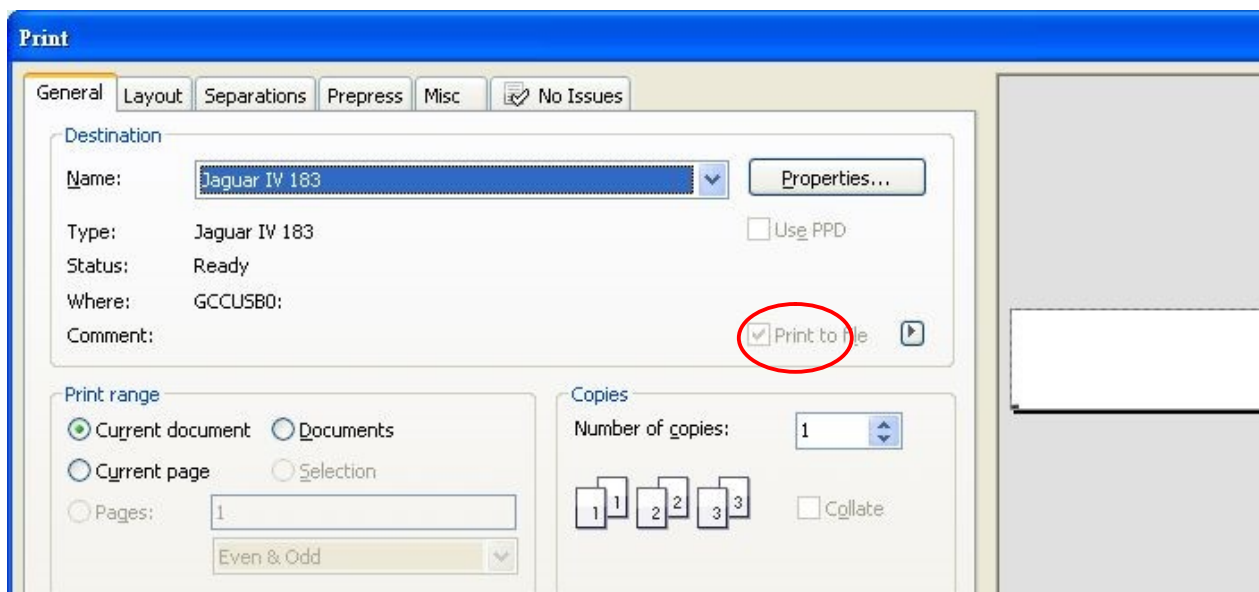 Print
General Layout Separations Prepress Misc No Issues
Destination
Name: Jaguar IV 183 Properties...
Type: Jaguar IV 183 Use PPD
Status: Ready
Where: GCCUSB0:
Comment: Print to file
Print range Copies
Current document Documents Number of copies: 1
Current page Selection
1 1 2 2 3 3 Collate
Pages: 1
Even & Odd